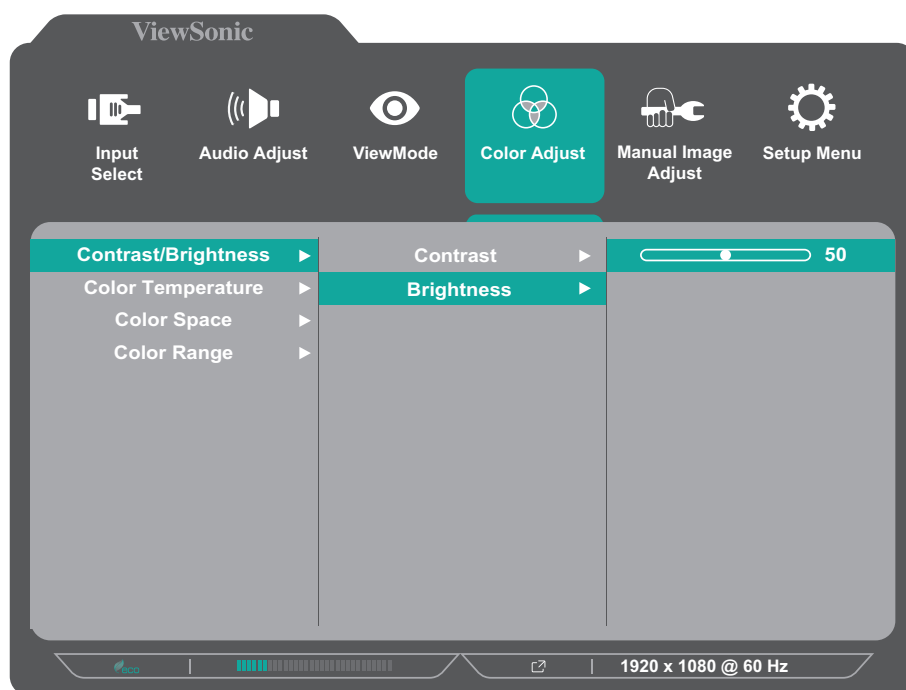 ViewSonic
Input Select
Audio Adjust
ViewMode
Color Adjust
Manual Image Adjust
Setup Menu
Contrast/Brightness
Color Temperature
Color Space
Color Range
Contrast
Brightness
50
eco
1920 x 1080 @ 60 Hz